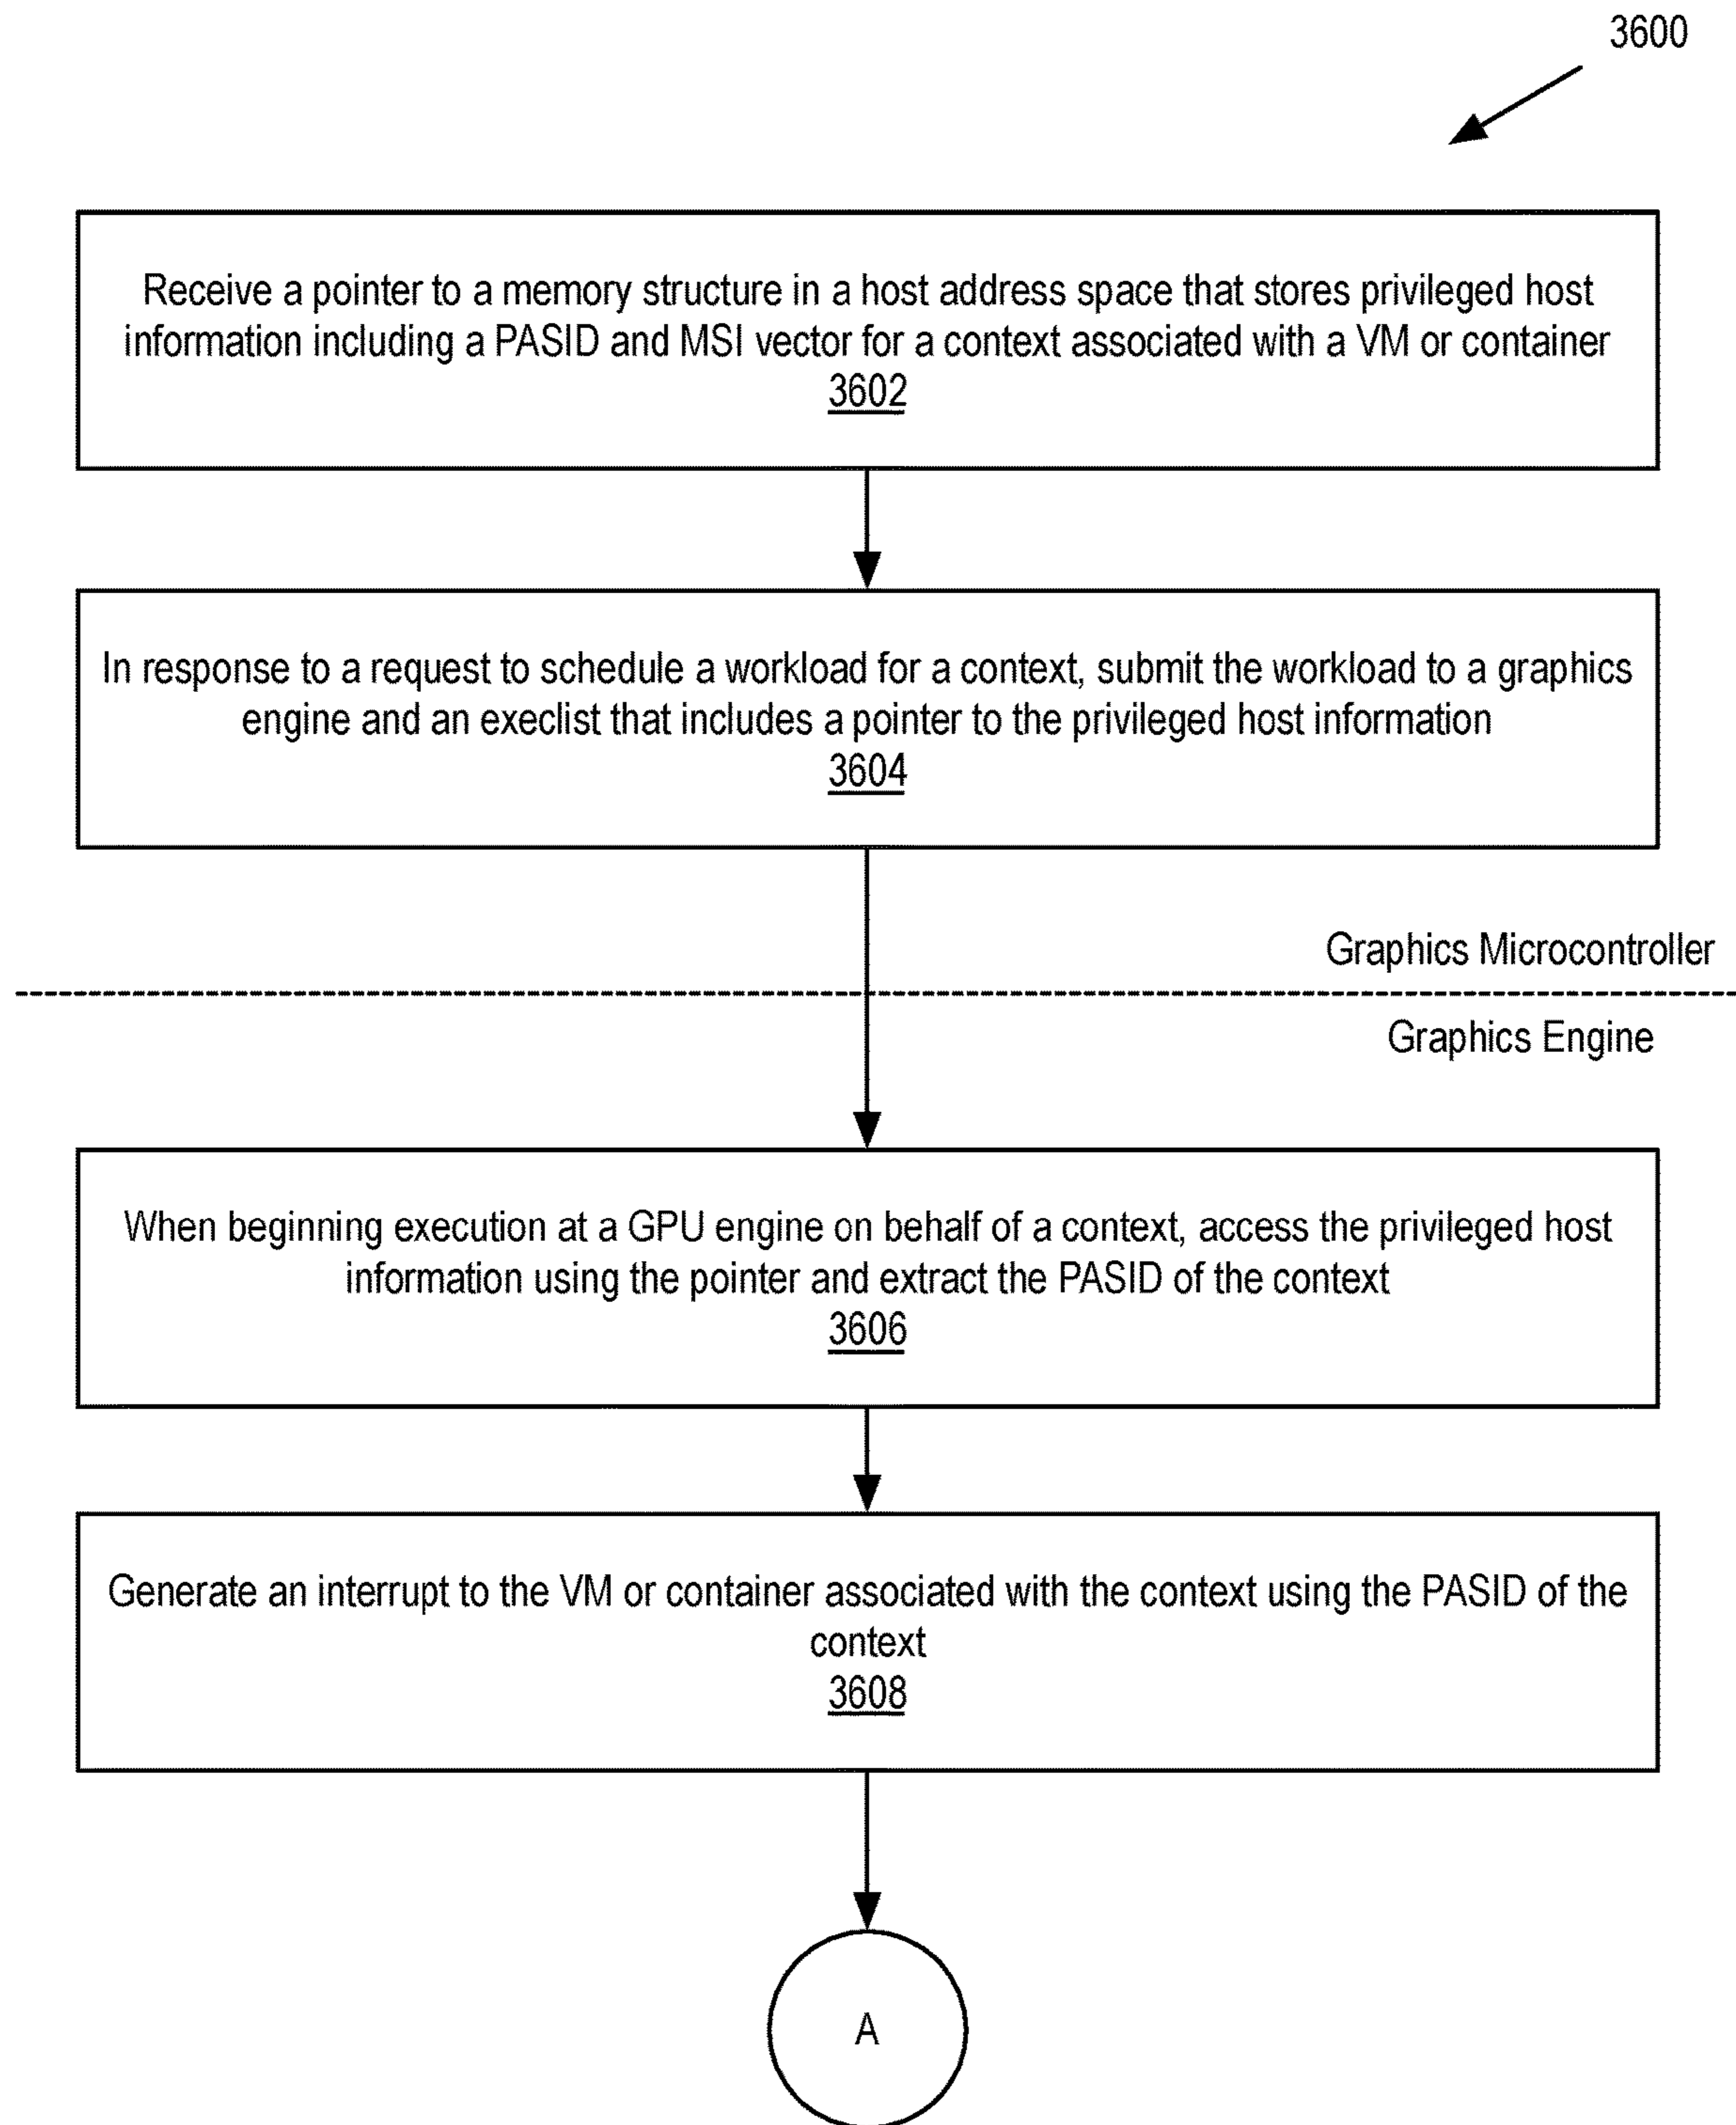 3600
Receive a pointer to a memory structure in a host address space that stores privileged host
information including a PASID and MSI vector for a context associated with a VM or container
3602
In response to a request to schedule a workload for a context, submit the workload to a graphics
engine and an execlist that includes a pointer to the privileged host information
3604
Graphics Microcontroller
Graphics Engine
When beginning execution at a GPU engine on behalf of a context, access the privileged host
information using the pointer and extract the PASID of the context
3606
Generate an interrupt to the VM or container associated with the context using the PASID of the
context
3608
A